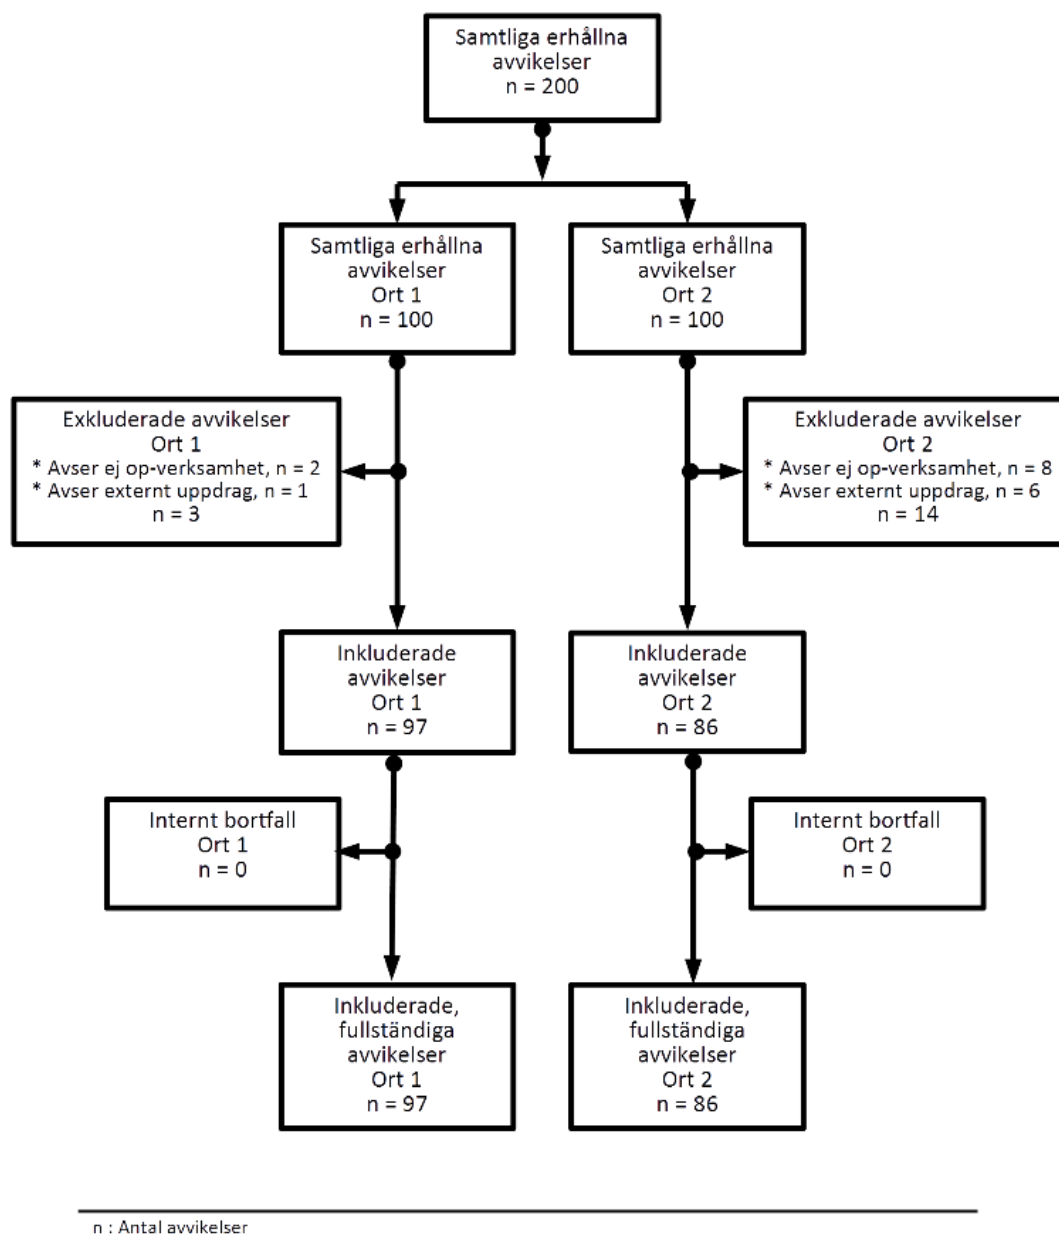 Samtliga erhållna
avvikelser
n = 200
Samtliga erhållna
avvikelser
Ort 1
n = 100
Samtliga erhållna
avvikelser
Ort 2
n = 100
Exkluderade avvikelser
Ort 1
* Avser ej op-verksamhet, n = 2
* Avser externt uppdrag, n = 1
n = 3
Exkluderade avvikelser
Ort 2
* Avser ej op-verksamhet, n = 8
* Avser externt uppdrag, n = 6
n = 14
Inkluderade
avvikelser
Ort 1
n = 97
Inkluderade
avvikelser
Ort 2
n = 86
Internt bortfall
Ort 1
n = 0
Internt bortfall
Ort 2
n = 0
Inkluderade,
fullständiga
avvikelser
Ort 1
n = 97
Inkluderade,
fullständiga
avvikelser
Ort 2
n = 86
n : Antal avvikelser